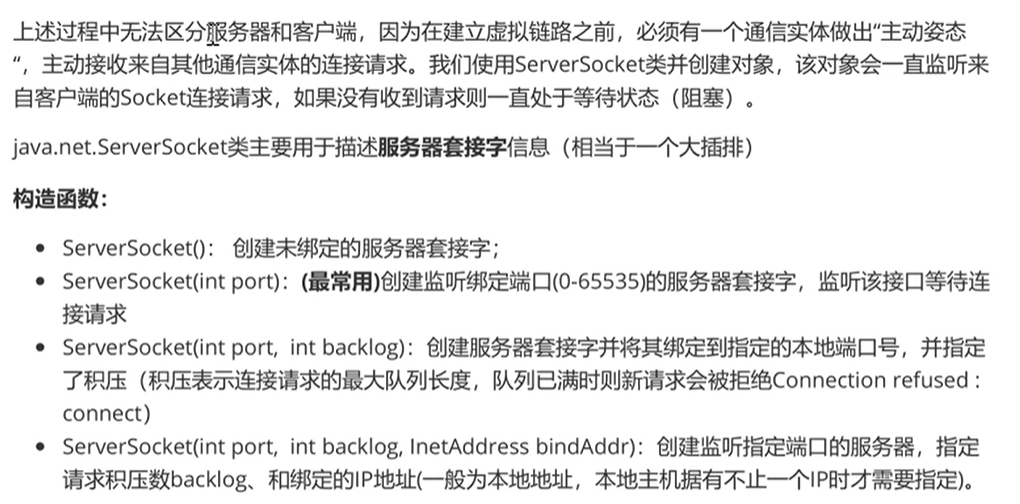 上述过程中无法区分服务器和客户端，因为在建立虚拟链路之前，必须有一个通信实体做出“主动姿态
“，主动接收来自其他通信实体的连接请求。我们使用ServerSocket类并创建对象，该对象会一直监听来
自客户端的Socket连接请求，如果没有收到请求则一直处于等待状态（阻塞）。
java.net.ServerSocket类主要用于描述服务器套接字信息（相当于一个大插排）
构造函数：
• ServerSocket()： 创建未绑定的服务器套接字；
• ServerSocket(int port)：(最常用)创建监听绑定端口(0-65535)的服务器套接字，监听该接口等待连
接请求
• ServerSocket(int port, int backlog)：创建服务器套接字并将其绑定到指定的本地端口号，并指定
了积压（积压表示连接请求的最大队列长度，队列已满时则新请求会被拒绝Connection refused :
connect）
• ServerSocket(int port, int backlog, InetAddress bindAddr)：创建监听指定端口的服务器，指定
请求积压数backlog、和绑定的IP地址(一般为本地地址，本地主机据有不止一个IP时才需要指定)。